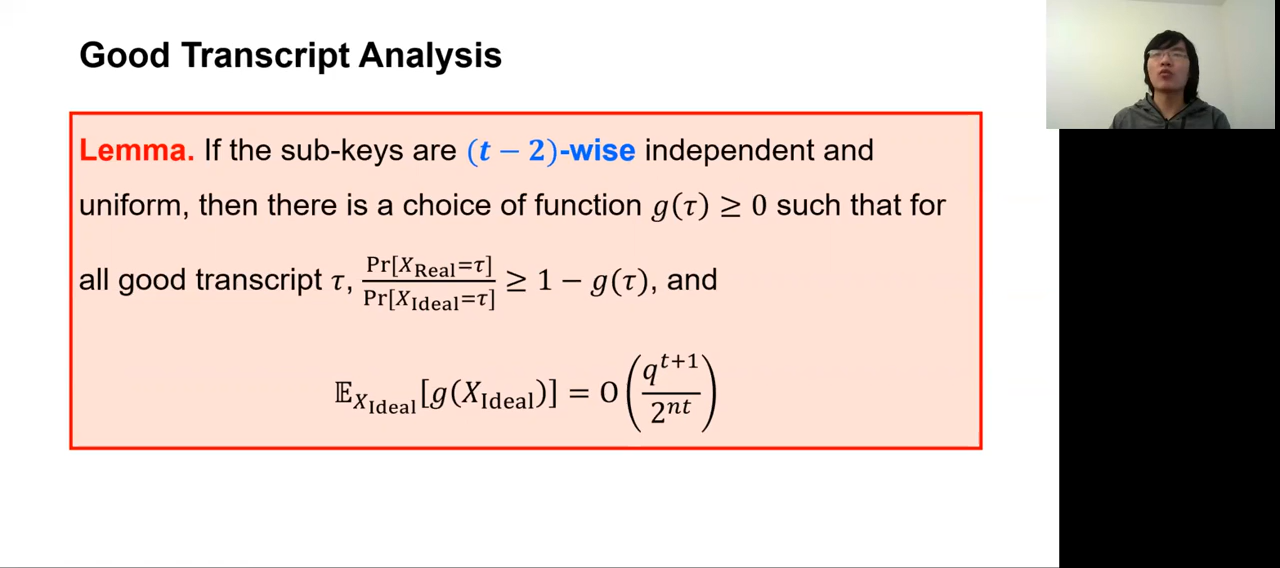 Good Transcript Analysis
Lemma. If the sub-keys are (t − 2)-wise independent and
uniform, then there is a choice of function g(τ) ≥ 0 such that for
all good transcript τ, Pr[X_Real=τ] / Pr[X_Ideal=τ] ≥ 1 − g(τ), and
𝔼_{X_Ideal}[g(X_Ideal)] = O(q^{t+1} / 2^{nt})